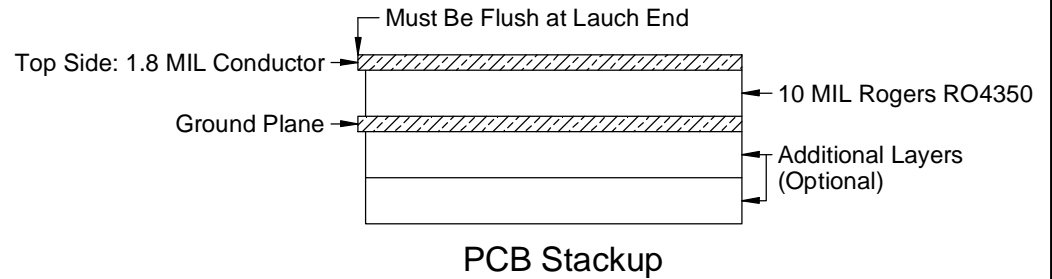 Must Be Flush at Lauch End
Top Side: 1.8 MIL Conductor
10 MIL Rogers RO4350
Ground Plane
Additional Layers
(Optional)
PCB Stackup